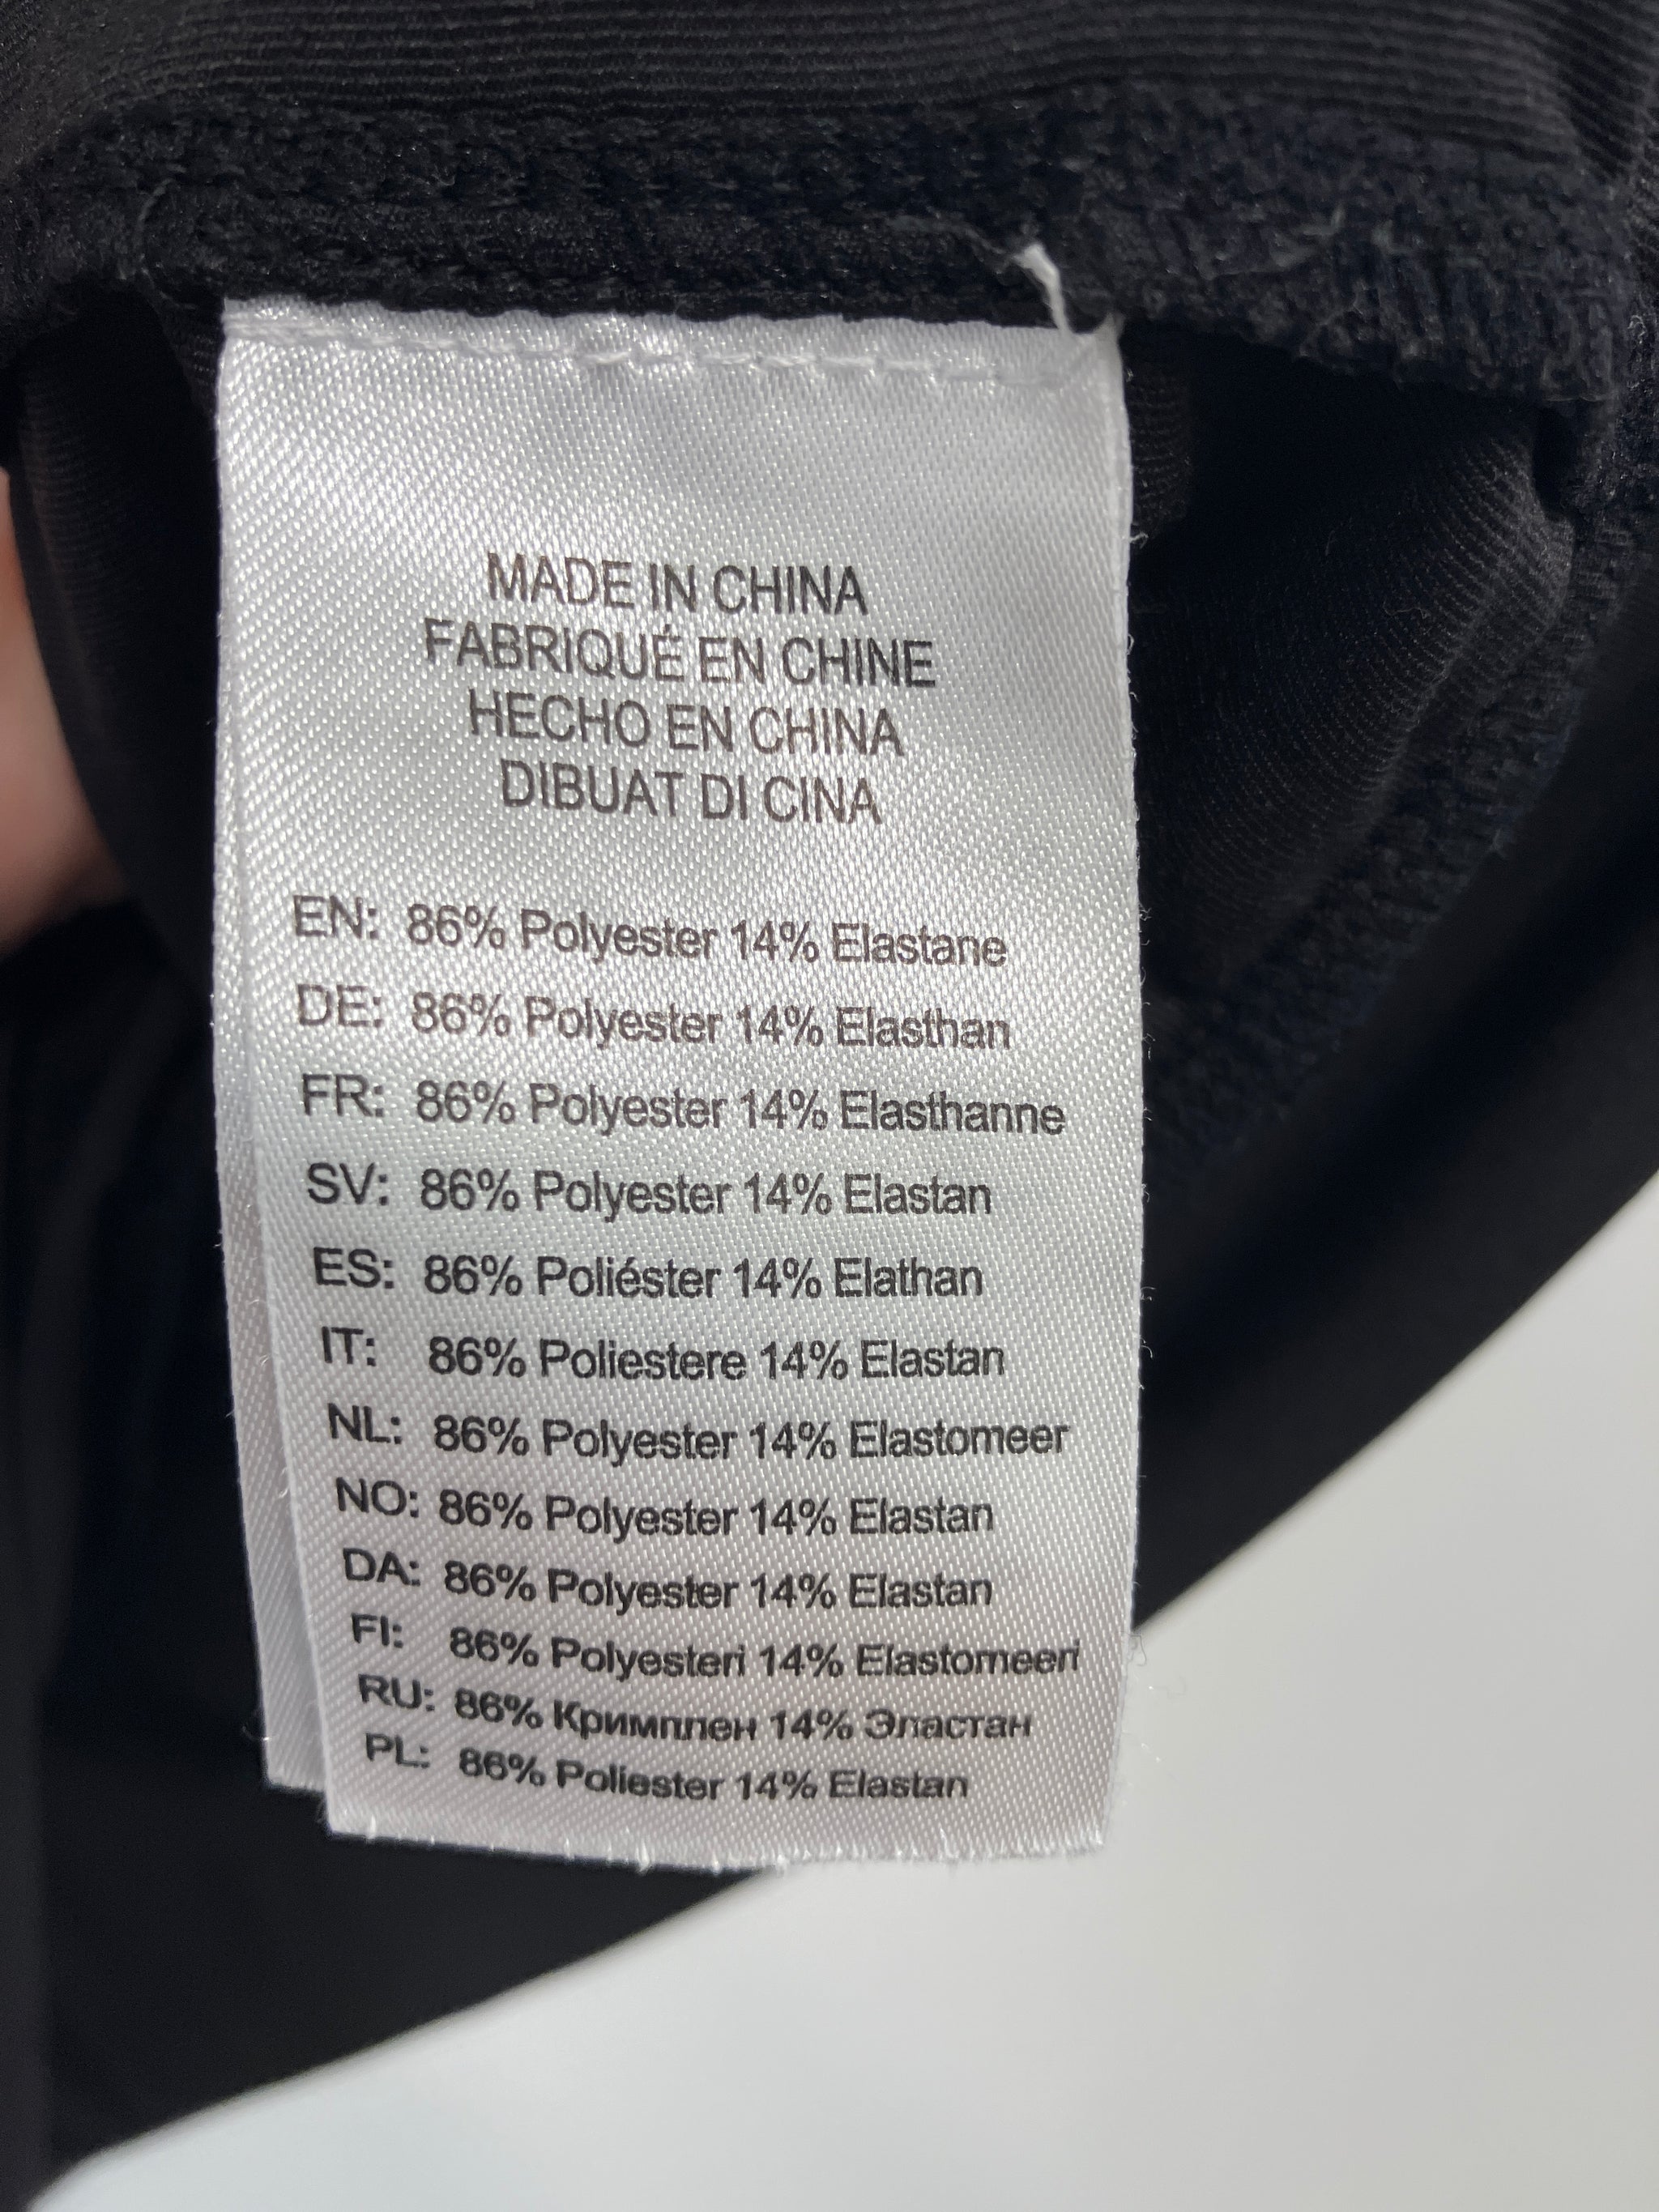 MADE IN CHINA
FABRIQUÉ EN CHINE
HECHO EN CHINA
DIBUAT DI CINA
EN: 86% Polyester 14% Elastane
DE: 86% Polyester 14% Elasthan
FR: 86% Polyester 14% Elasthanne
SV: 86% Polyester 14% Elastan
ES: 86% Poliéster 14% Elathan
IT: 86% Poliestere 14% Elastan
NL: 86% Polyester 14% Elastomeer
NO: 86% Polyester 14% Elastan
DA: 86% Polyester 14% Elastan
FI: 86% Polyesteri 14% Elastomeeri
RU: 86% Кримплен 14% Эластан
PL: 86% Poliester 14% Elastan